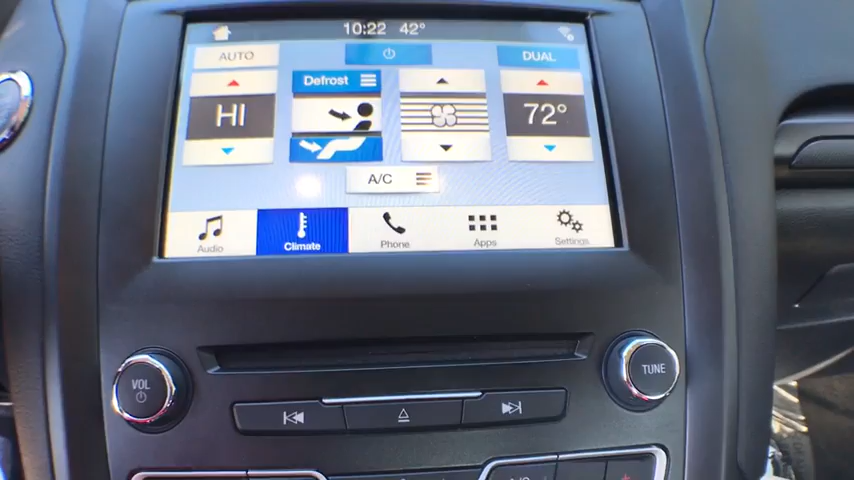 10:22 42°
AUTO DUAL
Defrost
HI 72°
A/C
Audio Climate Phone Apps Settings
VOL TUNE